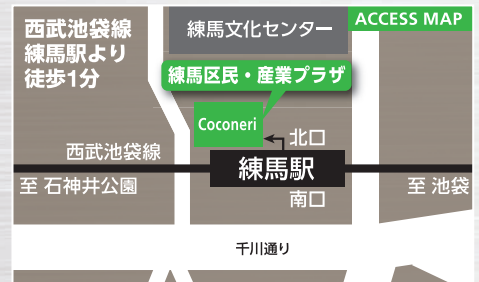 西武池袋線
練馬駅より
徒歩1分
練馬文化センター
ACCESS MAP
練馬区民・産業プラザ
Coconeri
北口
西武池袋線
練馬駅
至 石神井公園
至 池袋
南口
千川通り